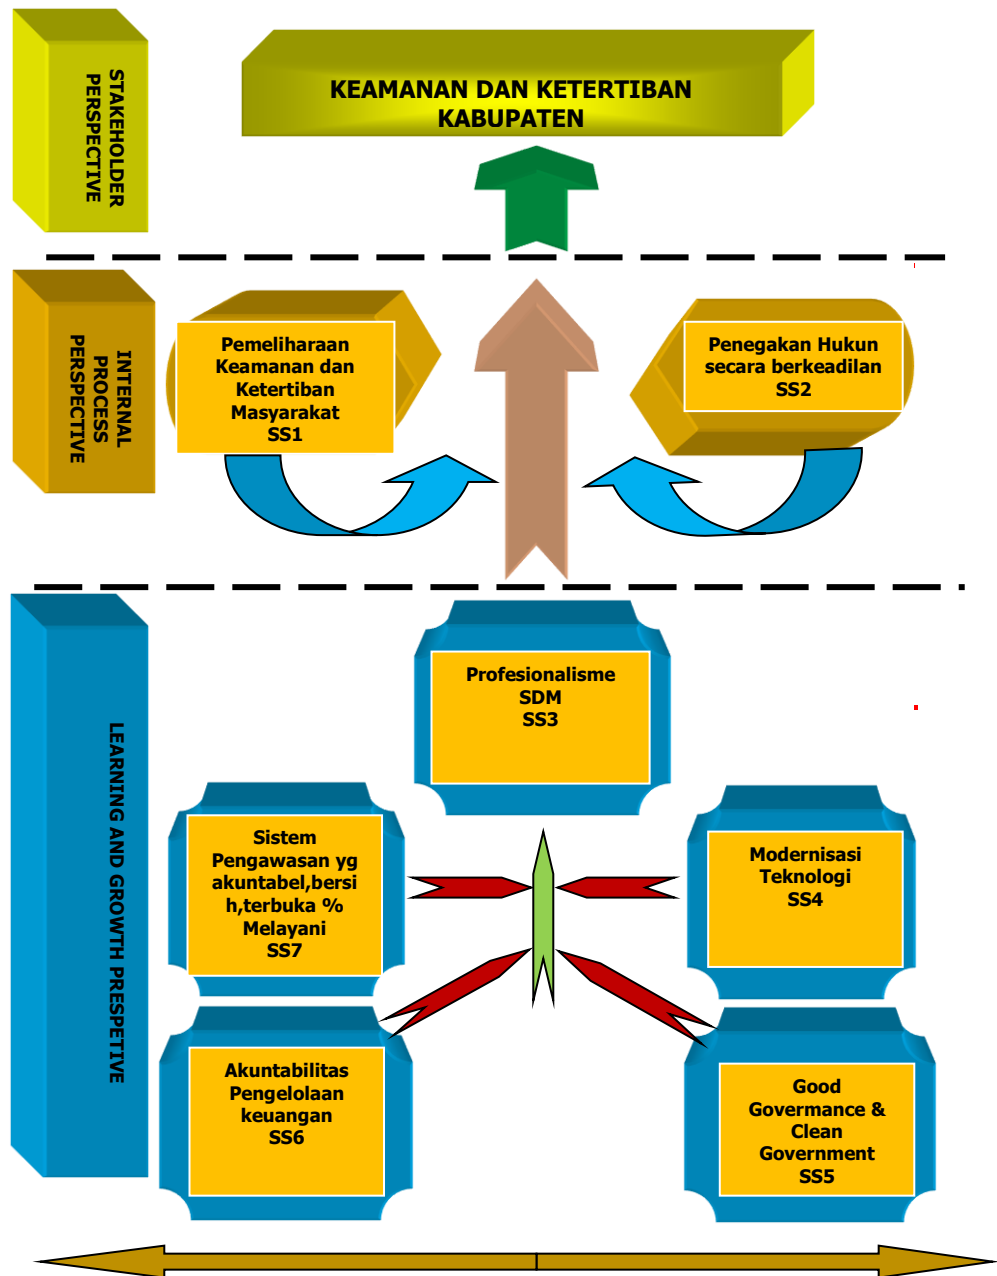 STAKEHOLDER
PERSPECTIVE
KEAMANAN DAN KETERTIBAN
KABUPATEN
INTERNAL
PROCESS
PERSPECTIVE
Pemeliharaan
Keamanan dan
Ketertiban
Masyarakat
SS1
Penegakan Hukun
secara berkeadilan
SS2
LEARNING AND GROWTH PRESPETIVE
Profesionalisme
SDM
SS3
Sistem
Pengawasan yg
akuntabel,bersi
h,terbuka %
Melayani
SS7
Modernisasi
Teknologi
SS4
Akuntabilitas
Pengelolaan
keuangan
SS6
Good
Govermance &
Clean
Government
SS5